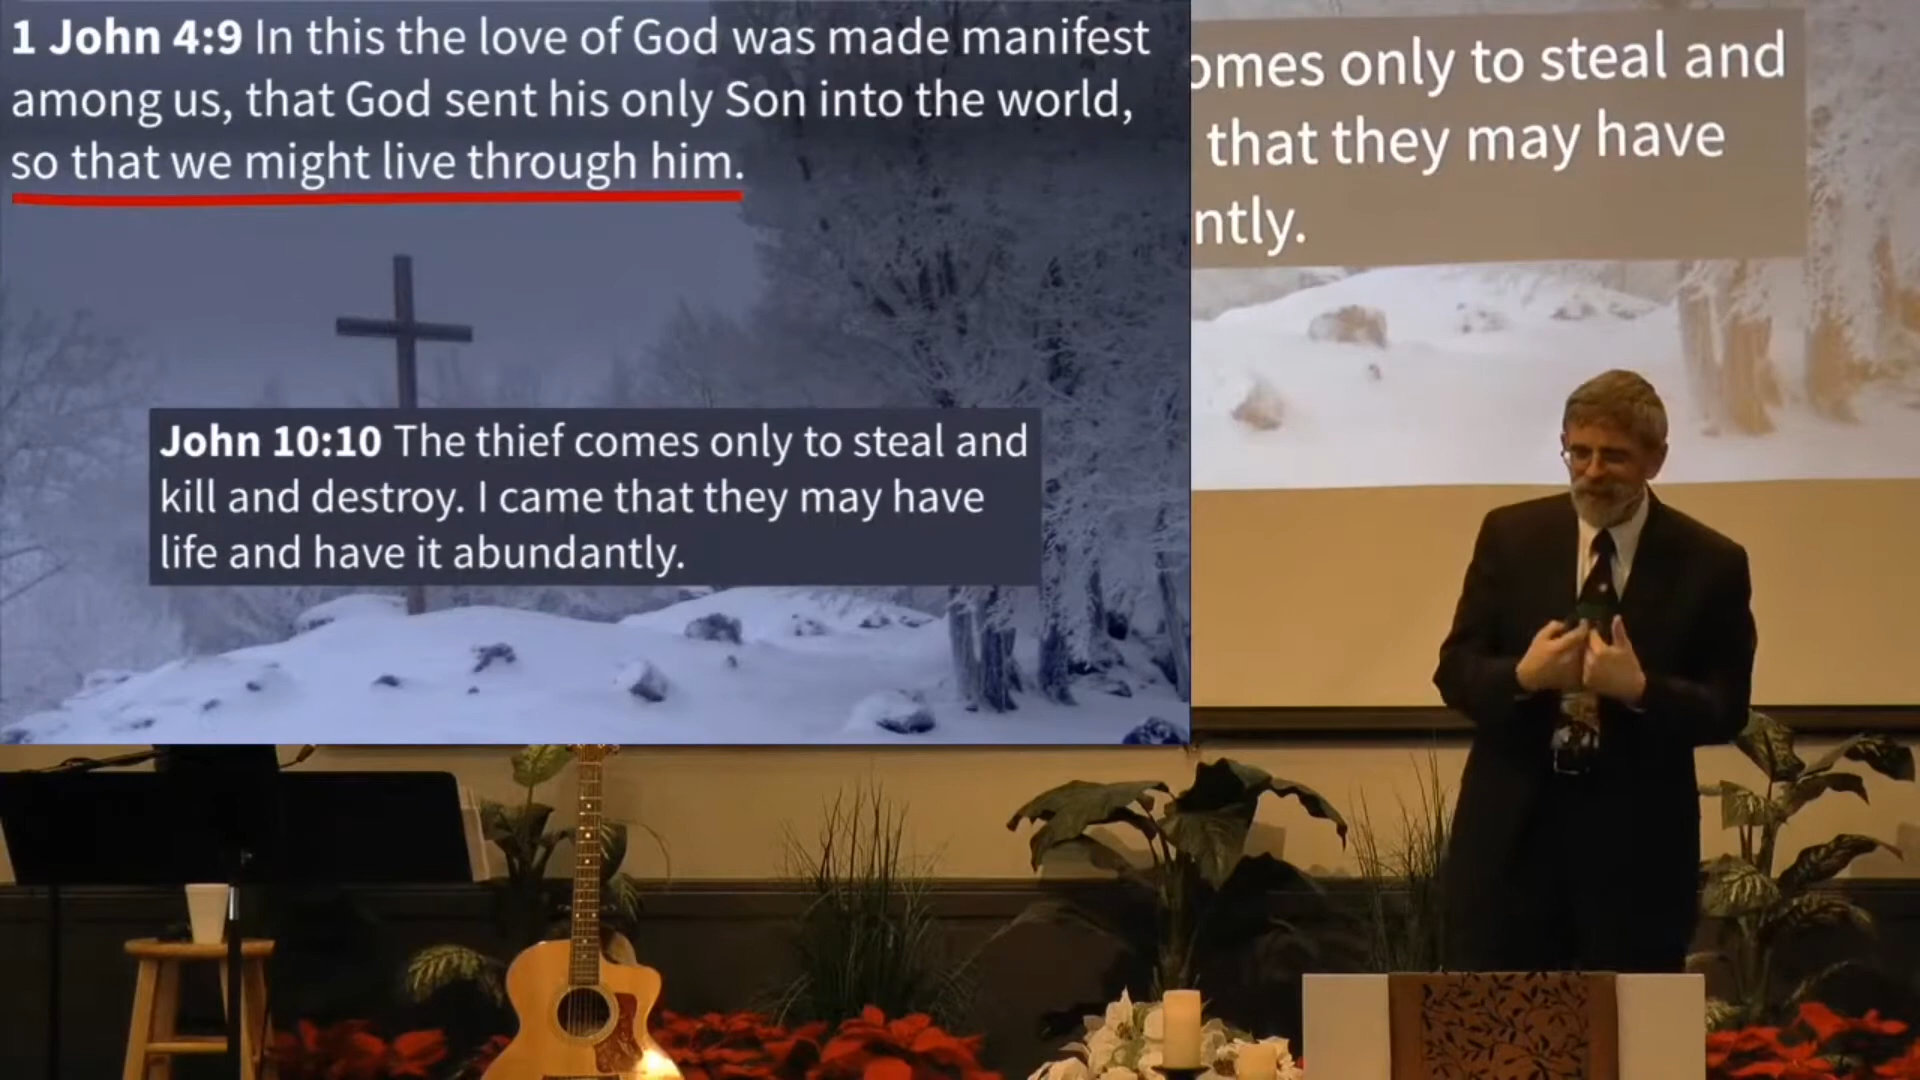 1 John 4:9 In this the love of God was made manifest
among us, that God sent his only Son into the world,
so that we might live through him.
John 10:10 The thief comes only to steal and
kill and destroy. I came that they may have
life and have it abundantly.
omes only to steal and
that they may have
ntly.